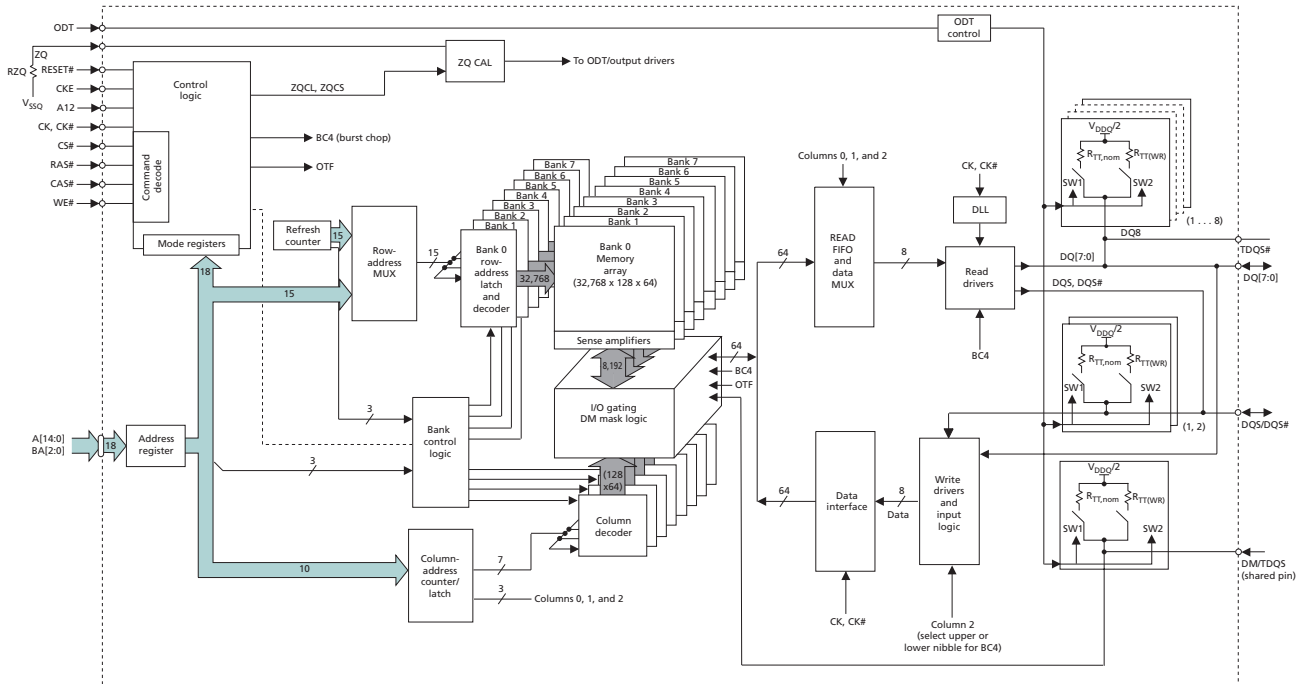 ODT
ODT
control
ZQ
RZQ
VSSQ
RESET#
CKE
A12
CK, CK#
CS#
RAS#
CAS#
WE#
Control
logic
Command
decode
Mode registers
ZQ CAL
To ODT/output drivers
ZQCL, ZQCS
BC4 (burst chop)
OTF
Refresh
counter
15
18
15
Row-
address
MUX
15
Bank 7
Bank 6
Bank 5
Bank 4
Bank 3
Bank 2
Bank 1
Bank 0
row-
address
latch
and
decoder
32,768
Bank 7
Bank 6
Bank 5
Bank 4
Bank 3
Bank 2
Bank 1
Bank 0
Memory
array
(32,768 x 128 x 64)
Sense amplifiers
8,192
64
BC4
OTF
I/O gating
DM mask logic
A[14:0]
BA[2:0]
18
Address
register
3
3
Bank
control
logic
(128
x64)
Column
decoder
10
Column-
address
counter/
latch
7
3
Columns 0, 1, and 2
Columns 0, 1, and 2
64
READ
FIFO
and
data
MUX
8
CK, CK#
DLL
Read
drivers
BC4
DQ8
DQ[7:0]
DQS, DQS#
VDDQ/2
RTT,nom
RTT(WR)
SW1
SW2
(1 . . . 8)
TDQS#
DQ[7:0]
VDDQ/2
RTT,nom
RTT(WR)
SW1
SW2
(1, 2)
DQS/DQS#
64
Data
interface
8
Data
Write
drivers
and
input
logic
CK, CK#
Column 2
(select upper or
lower nibble for BC4)
VDDQ/2
RTT,nom
RTT(WR)
SW1
SW2
DM/TDQS
(shared pin)